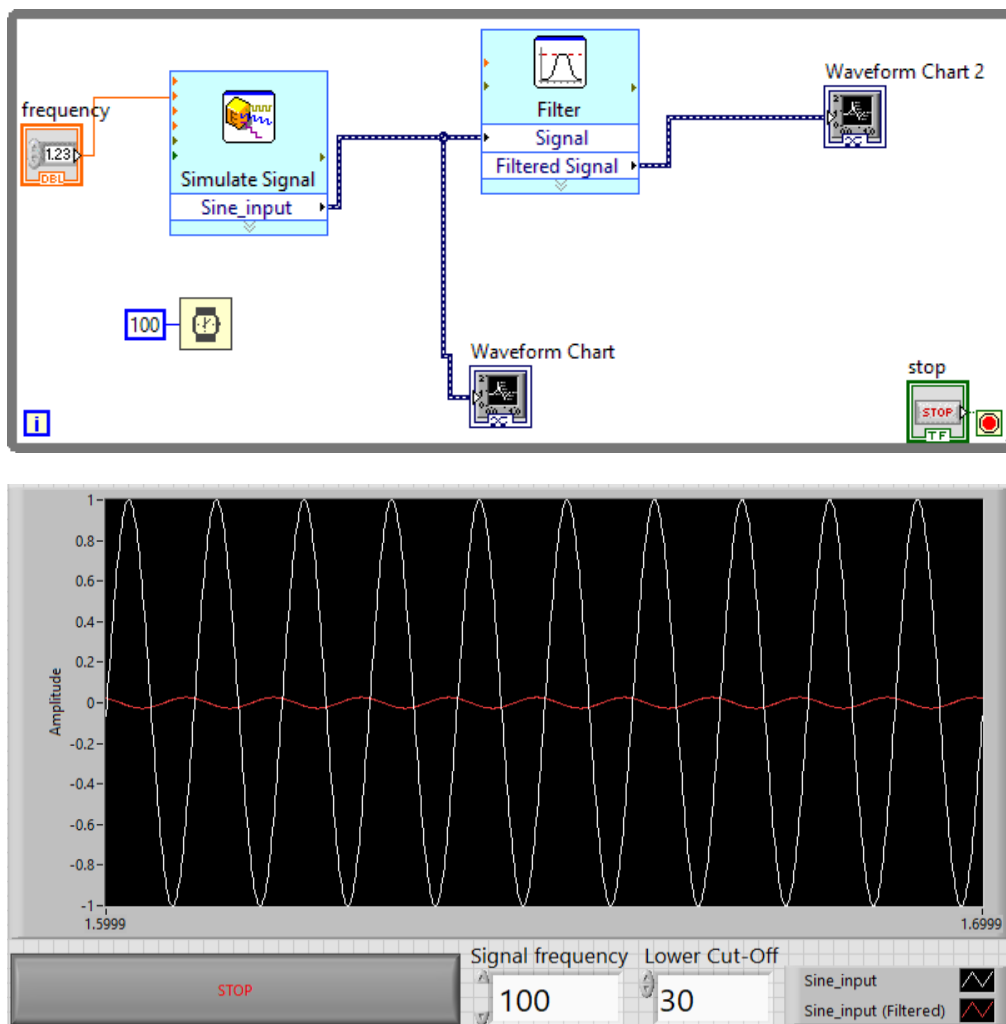 Waveform Chart 2
frequency
1.23
DBL
Simulate Signal
Sine_input
Filter
Signal
Filtered Signal
100
Waveform Chart
stop
STOP
TF
i
1
0.8
0.6
0.4
0.2
0
-0.2
-0.4
-0.6
-0.8
-1
Amplitude
1.5999
1.6999
Signal frequency
Lower Cut-Off
STOP
100
30
Sine_input
Sine_input (Filtered)